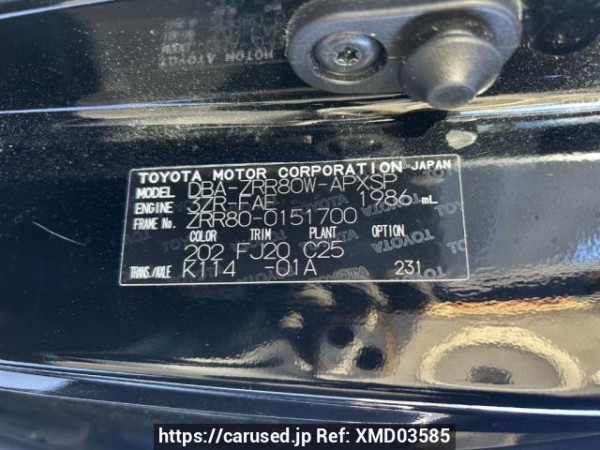 TOYOTA MOTOR CORPORATION JAPAN
MODEL DBA-ZRR80W-APXSP
ENGINE 3ZR-FAE 1986 mL
FRAME No. ZRR80-0151700
COLOR TRIM PLANT OPTION
202 FJ20 C25
TRANS./AXLE K114 -01A 231
https://carused.jp Ref: XMD03585